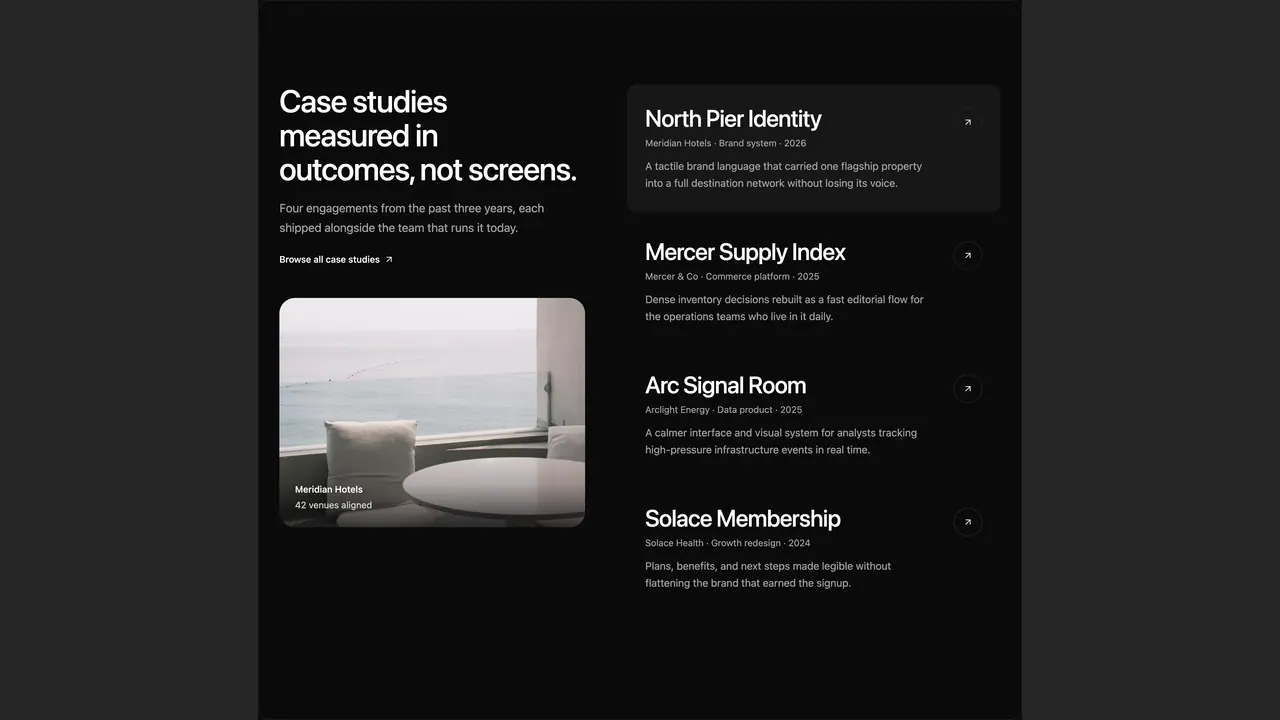 Case studies
measured in
outcomes, not screens.
Four engagements from the past three years, each
shipped alongside the team that runs it today.
Browse all case studies
Meridian Hotels
42 venues aligned
North Pier Identity
Meridian Hotels · Brand system · 2026
A tactile brand language that carried one flagship property
into a full destination network without losing its voice.
Mercer Supply Index
Mercer & Co · Commerce platform · 2025
Dense inventory decisions rebuilt as a fast editorial flow for
the operations teams who live in it daily.
Arc Signal Room
Arclight Energy · Data product · 2025
A calmer interface and visual system for analysts tracking
high-pressure infrastructure events in real time.
Solace Membership
Solace Health · Growth redesign · 2024
Plans, benefits, and next steps made legible without
flattening the brand that earned the signup.